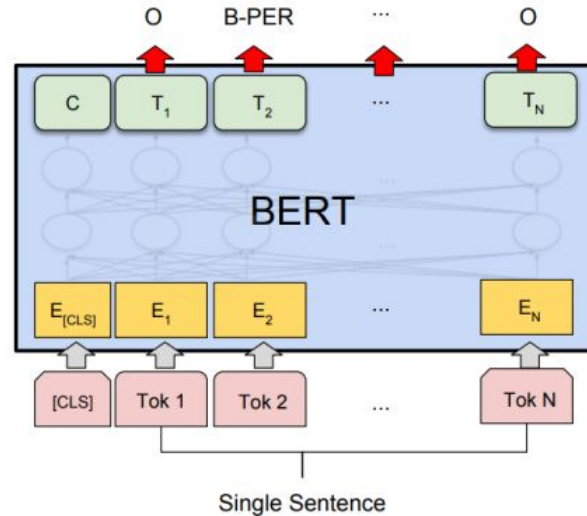 O B-PER ... O
C T1 T2 ... TN
...
BERT
...
E[CLS] E1 E2 ... EN
[CLS] Tok 1 Tok 2 ... Tok N
Single Sentence